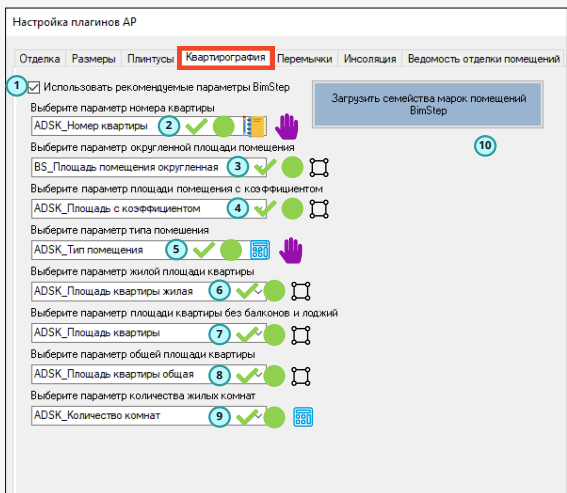 Настройка плагинов АР
Отделка Размеры Плинтусы Квартирография Перемычки Инсоляция Ведомость отделки помещений
1 Использовать рекомендуемые параметры BimStep
Загрузить семейства марок помещений
BimStep
Выберите параметр номера квартиры
ADSK_Номер квартиры 2
10
Выберите параметр округленной площади помещения
BS_Площадь помещения округленная 3
Выберите параметр площади помещения с коэффициентом
ADSK_Площадь с коэффициентом 4
Выберите параметр типа помешения
ADSK_Тип помещения 5
Выберите параметр жилой площади квартиры
ADSK_Площадь квартиры жилая 6
Выберите параметр площади квартиры без балконов и лоджий
ADSK_Площадь квартиры 7
Выберите параметр общей площади квартиры
ADSK_Площадь квартиры общая 8
Выберите параметр количества жилых комнат
ADSK_Количество комнат 9